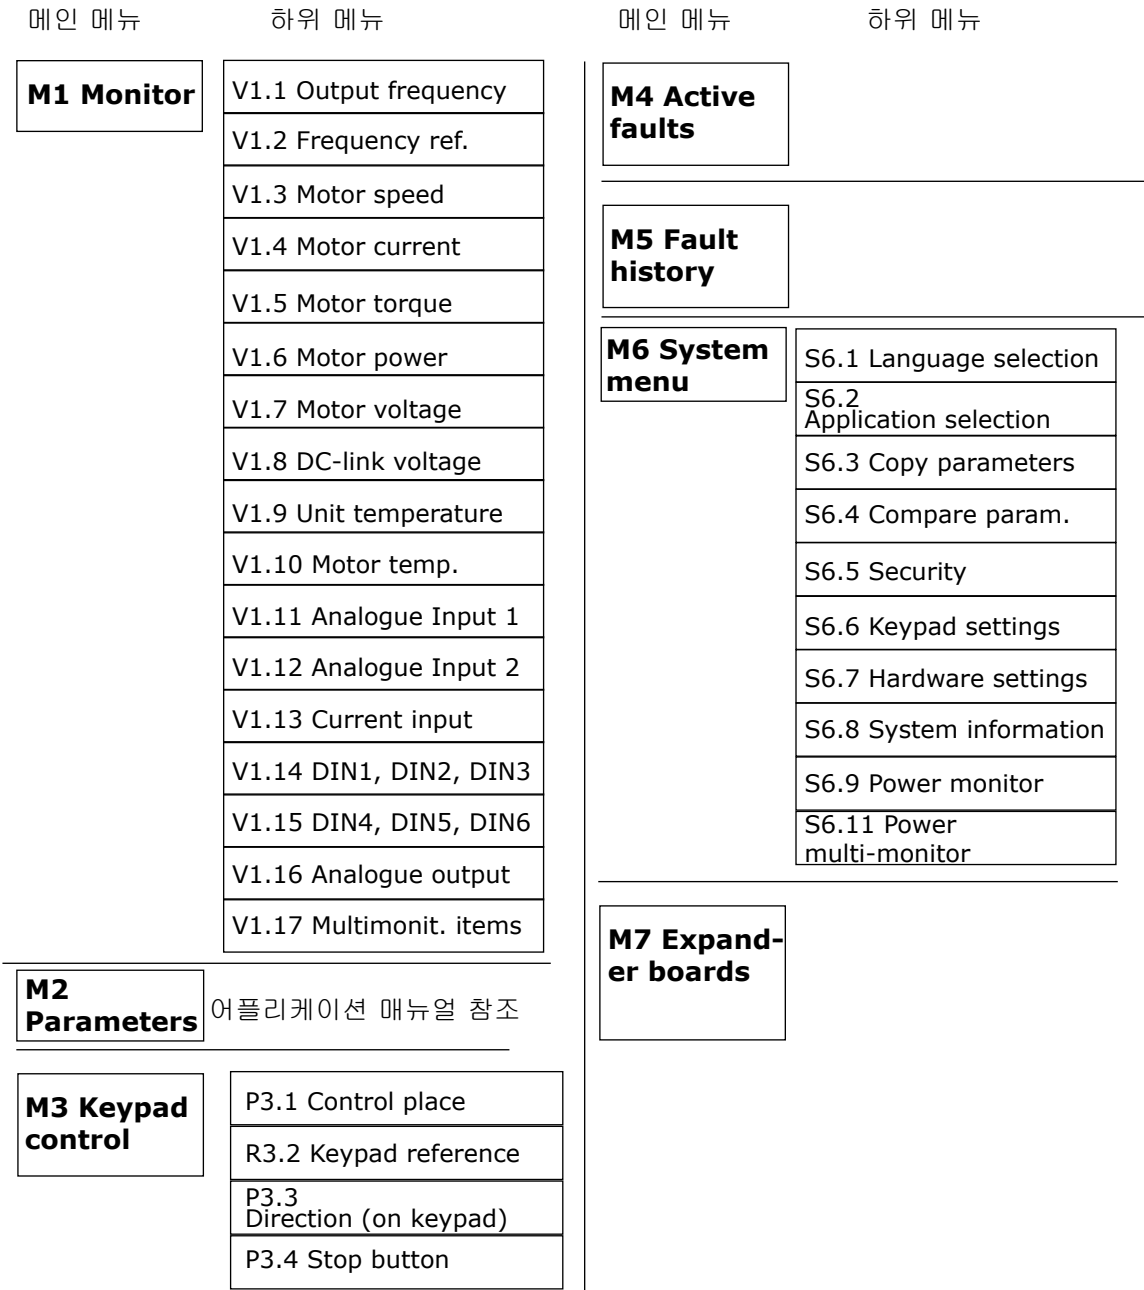 메인 메뉴
하위 메뉴
M1 Monitor
V1.1 Output frequency
V1.2 Frequency ref.
V1.3 Motor speed
V1.4 Motor current
V1.5 Motor torque
V1.6 Motor power
V1.7 Motor voltage
V1.8 DC-link voltage
V1.9 Unit temperature
V1.10 Motor temp.
V1.11 Analogue Input 1
V1.12 Analogue Input 2
V1.13 Current input
V1.14 DIN1, DIN2, DIN3
V1.15 DIN4, DIN5, DIN6
V1.16 Analogue output
V1.17 Multimonit. items
M2
Parameters
어플리케이션 매뉴얼 참조
M3 Keypad
control
P3.1 Control place
R3.2 Keypad reference
P3.3
Direction (on keypad)
P3.4 Stop button
메인 메뉴
하위 메뉴
M4 Active
faults
M5 Fault
history
M6 System
menu
S6.1 Language selection
S6.2
Application selection
S6.3 Copy parameters
S6.4 Compare param.
S6.5 Security
S6.6 Keypad settings
S6.7 Hardware settings
S6.8 System information
S6.9 Power monitor
S6.11 Power
multi-monitor
M7 Expand-
er boards